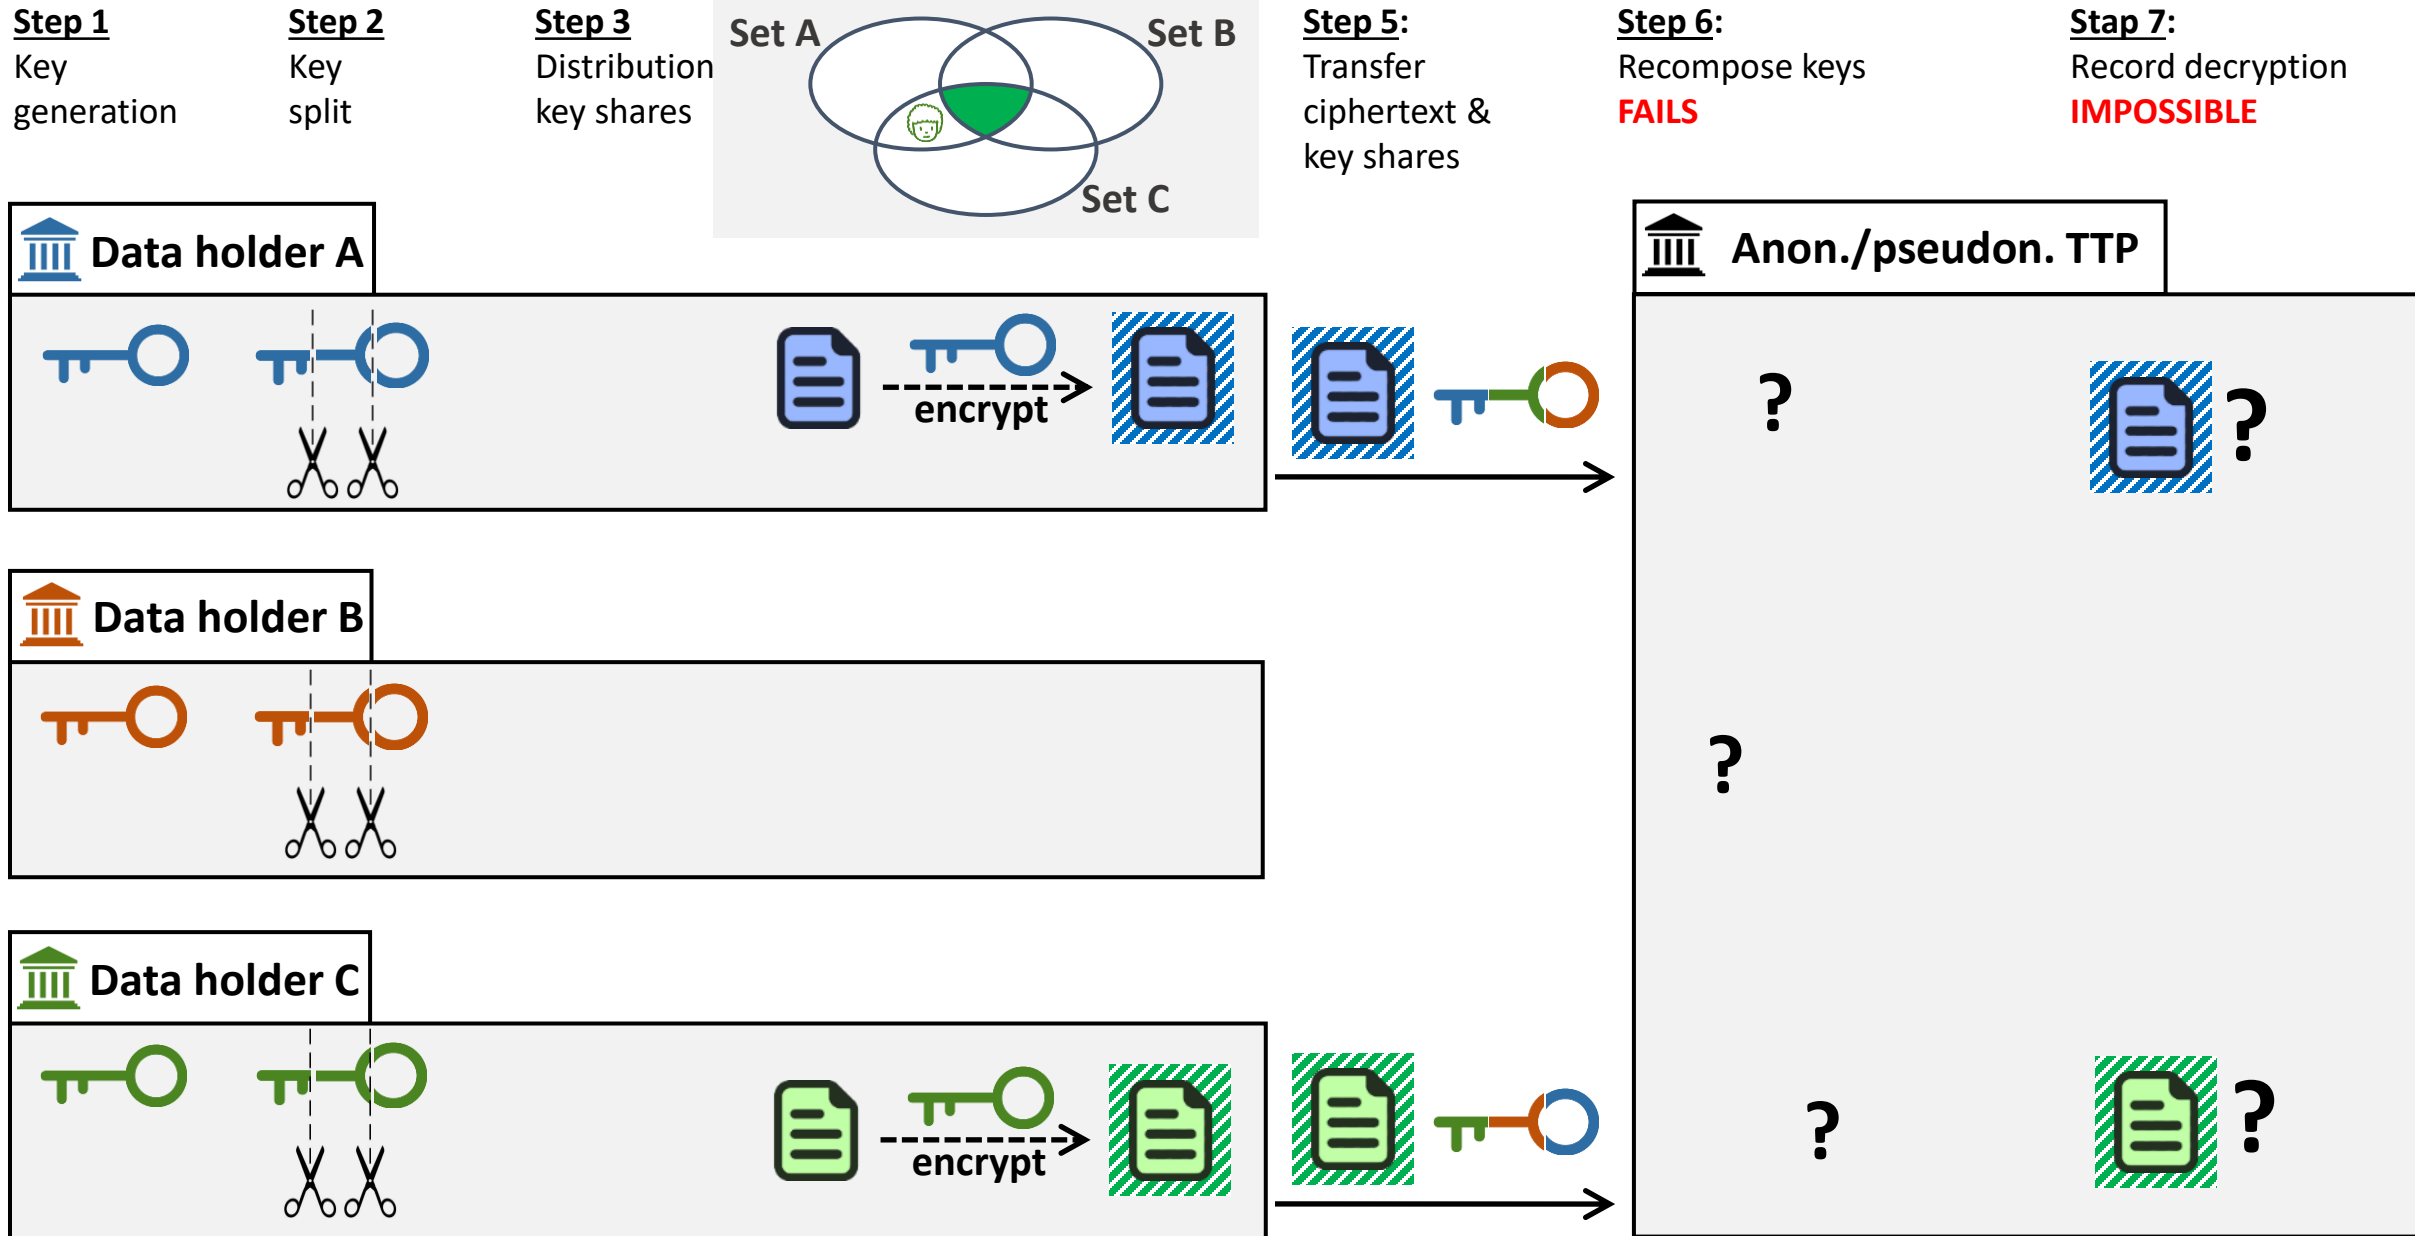 Step 1
Key
generation
Step 2
Key
split
Step 3
Distribution
key shares
Set A
Set B
Set C
Step 5:
Transfer
ciphertext &
key shares
Step 6:
Recompose keys
FAILS
Stap 7:
Record decryption
IMPOSSIBLE
Data holder A
encrypt
Anon./pseudon. TTP
?
?
Data holder B
?
Data holder C
encrypt
?
?